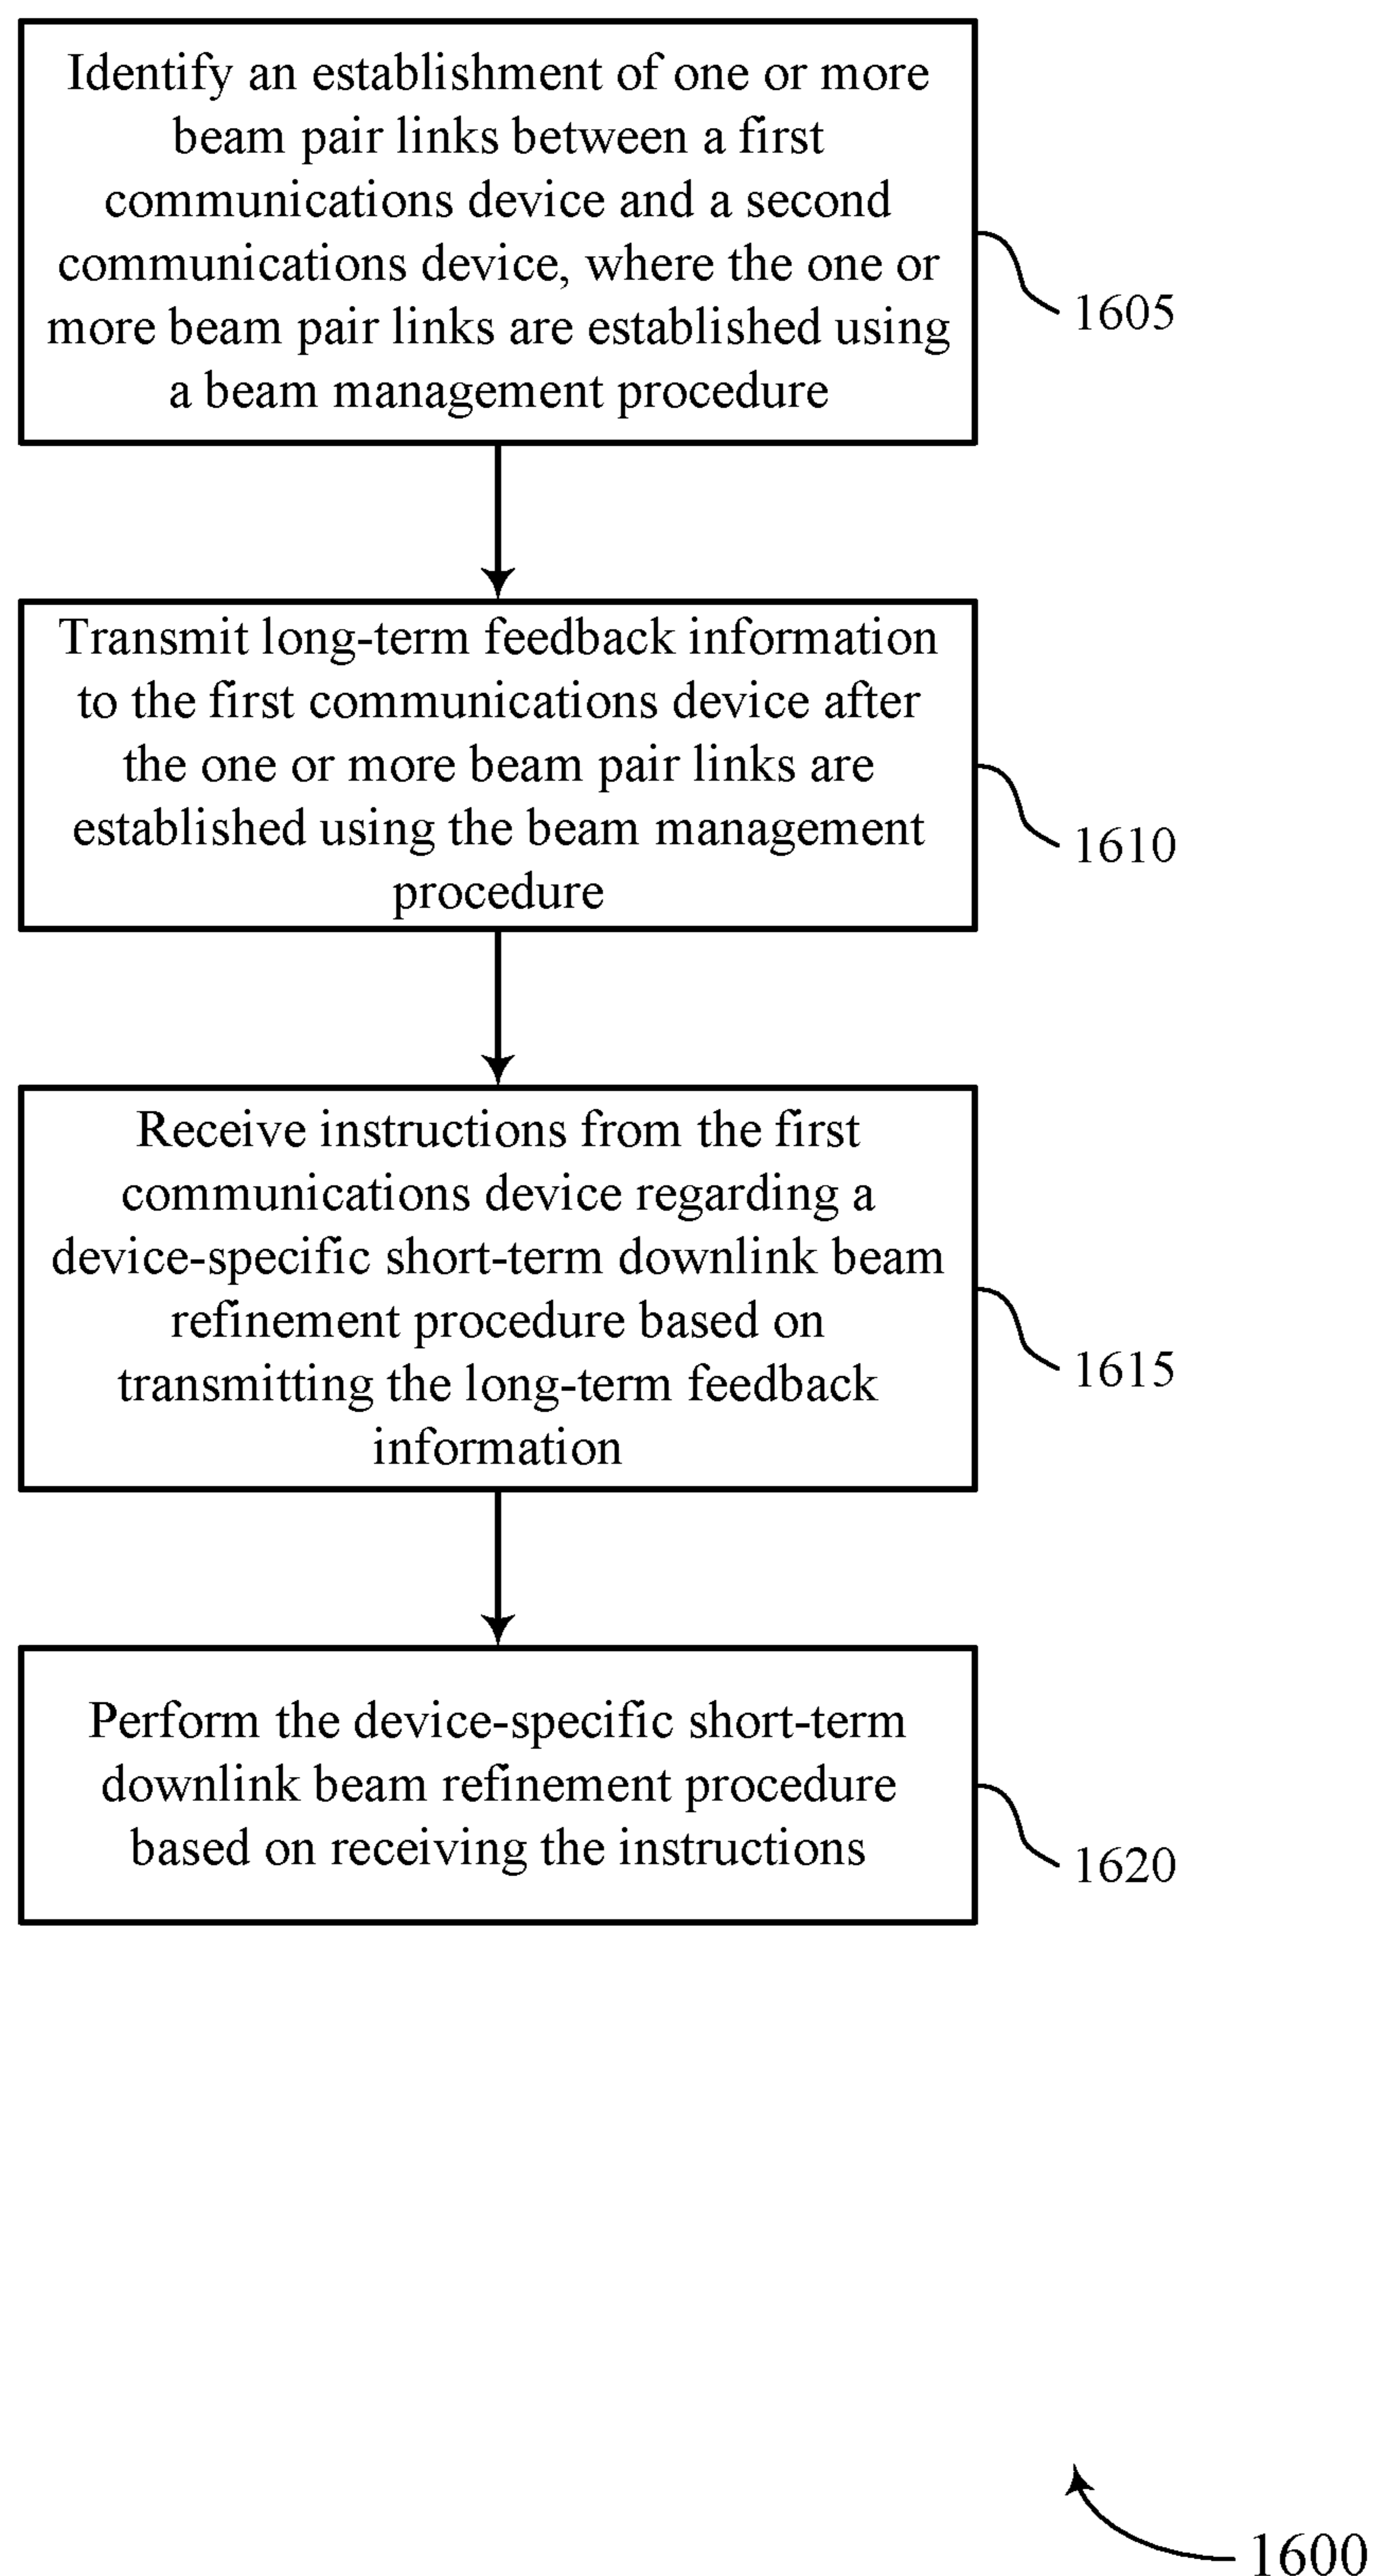 Identify an establishment of one or more
beam pair links between a first
communications device and a second
communications device, where the one or
more beam pair links are established using
a beam management procedure
1605
Transmit long-term feedback information
to the first communications device after
the one or more beam pair links are
established using the beam management
procedure
1610
Receive instructions from the first
communications device regarding a
device-specific short-term downlink beam
refinement procedure based on
transmitting the long-term feedback
information
1615
Perform the device-specific short-term
downlink beam refinement procedure
based on receiving the instructions
1620
1600